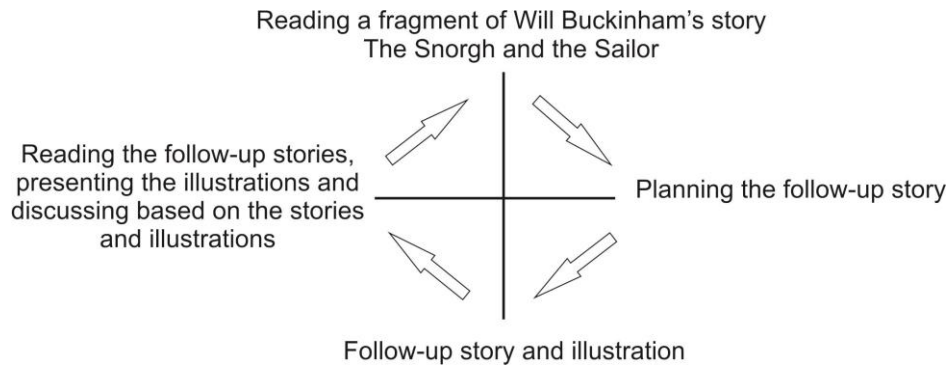 Reading a fragment of Will Buckinham's story
The Snorgh and the Sailor
Planning the follow-up story
Follow-up story and illustration
Reading the follow-up stories,
presenting the illustrations and
discussing based on the stories
and illustrations